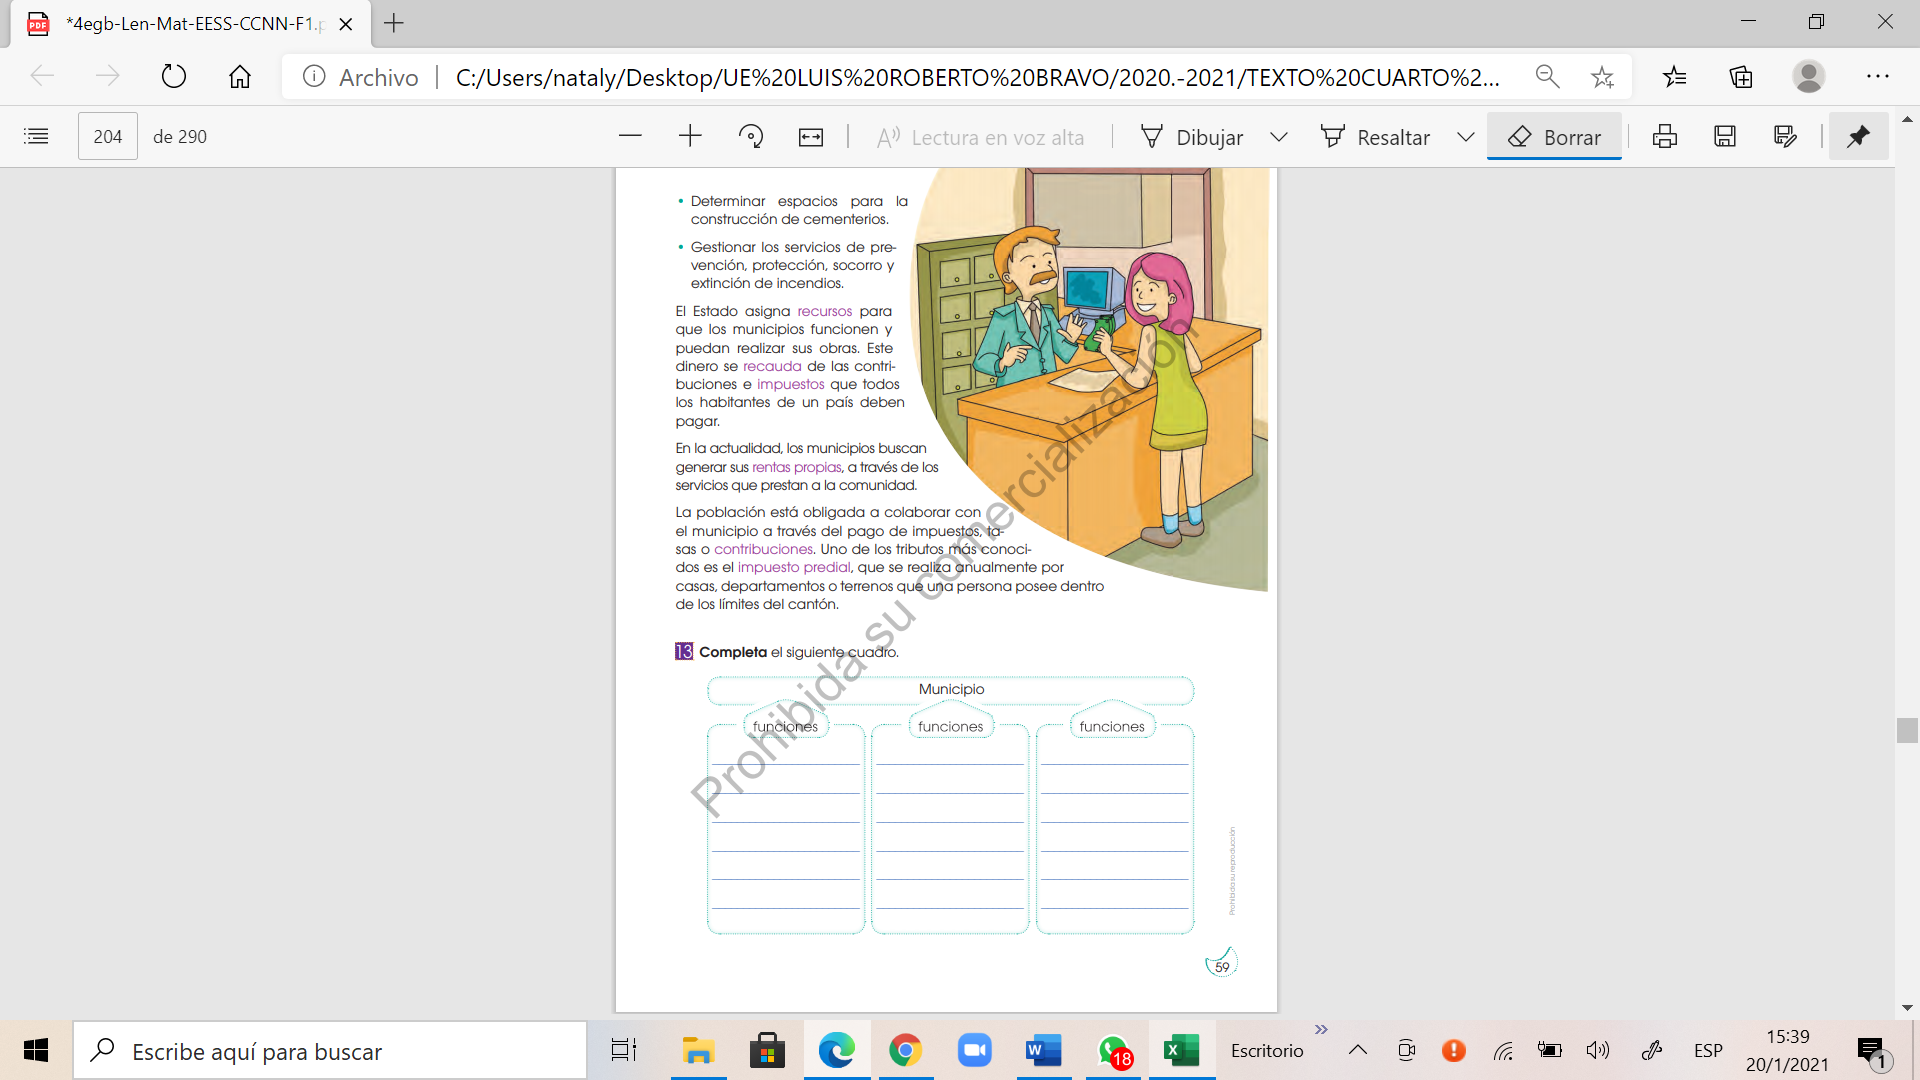 *4egb-Len-Mat-EESS-CCNN-F1.p
Archivo
C:/Users/nataly/Desktop/UE%20LUIS%20ROBERTO%20BRAVO/2020.-2021/TEXTO%20CUARTO%2...
204 de 290
Lectura en voz alta
Dibujar
Resaltar
Borrar
• Determinar espacios para la
construcción de cementerios.
• Gestionar los servicios de pre-
vención, protección, socorro y
extinción de incendios.
El Estado asigna recursos para
que los municipios funcionen y
puedan realizar sus obras. Este
dinero se recauda de las contri-
buciones e impuestos que todos
los habitantes de un país deben
pagar.
En la actualidad, los municipios buscan
generar sus rentas propias, a través de los
servicios que prestan a la comunidad.
La población está obligada a colaborar con
el municipio a través del pago de impuestos, ta-
sas o contribuciones. Uno de los tributos más conoci-
dos es el impuesto predial, que se realiza anualmente por
casas, departamentos o terrenos que una persona posee dentro
de los límites del cantón.
13 Completa el siguiente cuadro.
Municipio
funciones funciones funciones
Prohibida su comercialización
Prohibida su reproducción
59
Escribe aquí para buscar
18
Escritorio
ESP
15:39
20/1/2021
1